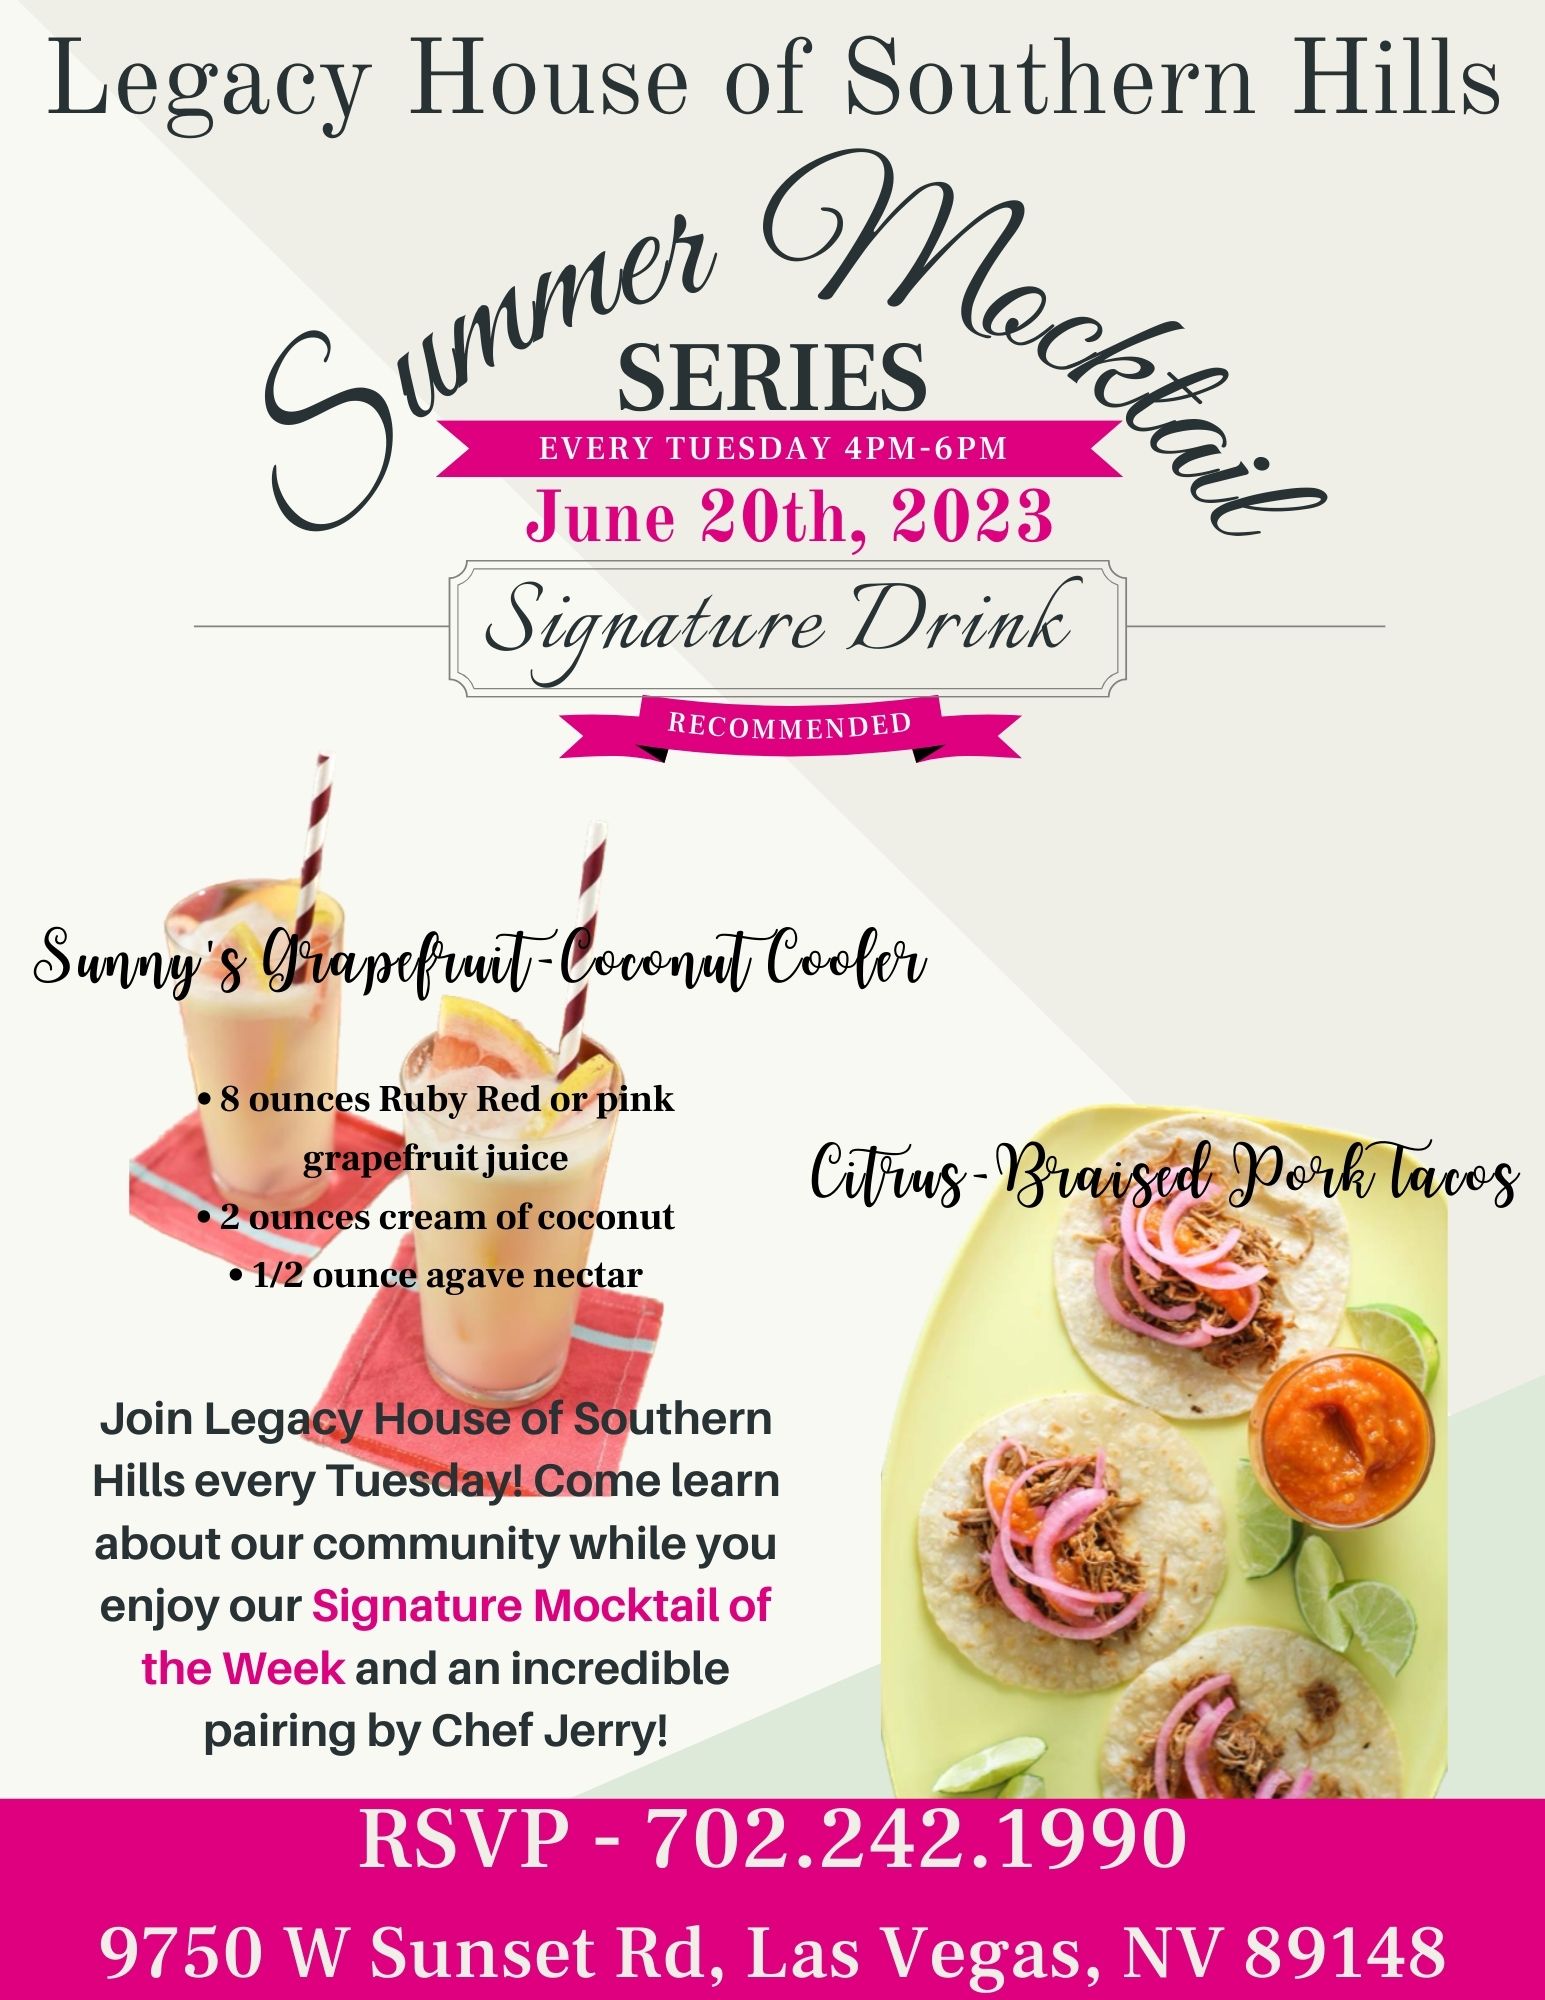 Legacy House of Southern Hills
Summer Mocktail
SERIES
EVERY TUESDAY 4PM-6PM
June 20th, 2023
Signature Drink
RECOMMENDED
Sunny's Grapefruit-Coconut Cooler
• 8 ounces Ruby Red or pink
grapefruit juice
• 2 ounces cream of coconut
• 1/2 ounce agave nectar
Citrus-Braised Pork Tacos
Join Legacy House of Southern
Hills every Tuesday! Come learn
about our community while you
enjoy our Signature Mocktail of
the Week and an incredible
pairing by Chef Jerry!
RSVP - 702.242.1990
9750 W Sunset Rd, Las Vegas, NV 89148